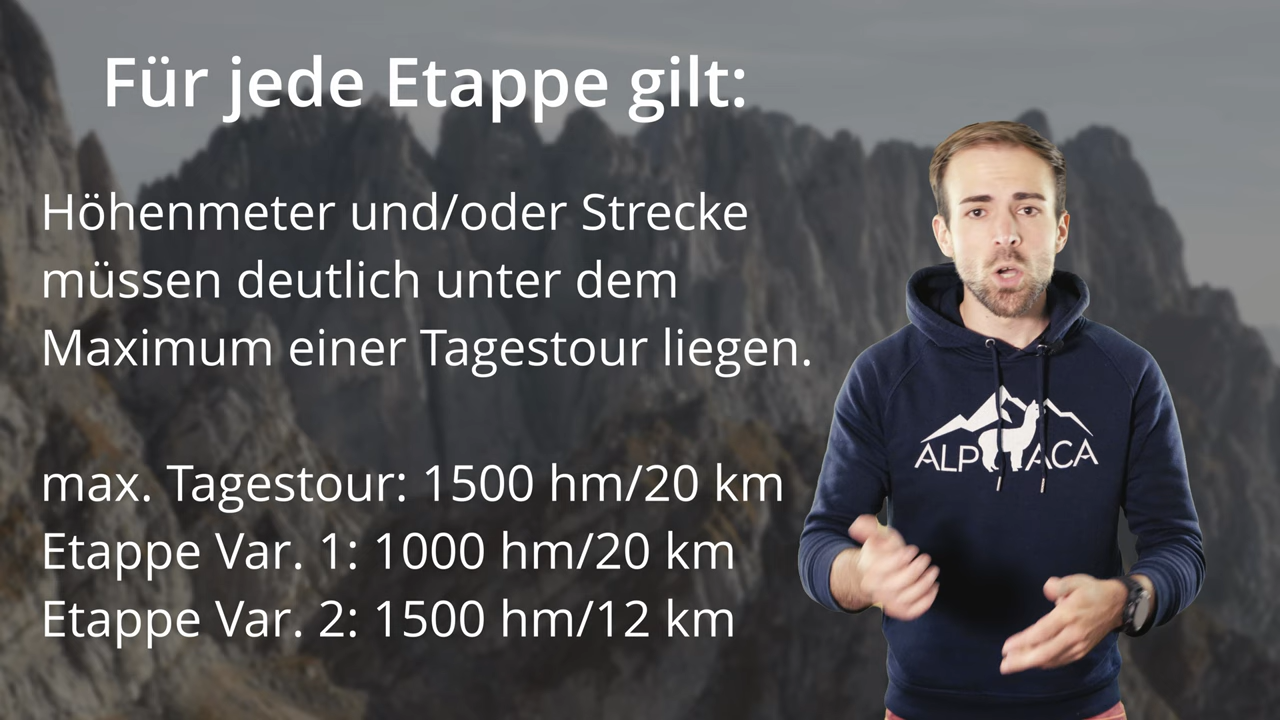 Für jede Etappe gilt:
Höhenmeter und/oder Strecke
müssen deutlich unter dem
Maximum einer Tagestour liegen.
max. Tagestour: 1500 hm/20 km
Etappe Var. 1: 1000 hm/20 km
Etappe Var. 2: 1500 hm/12 km
ALPACA